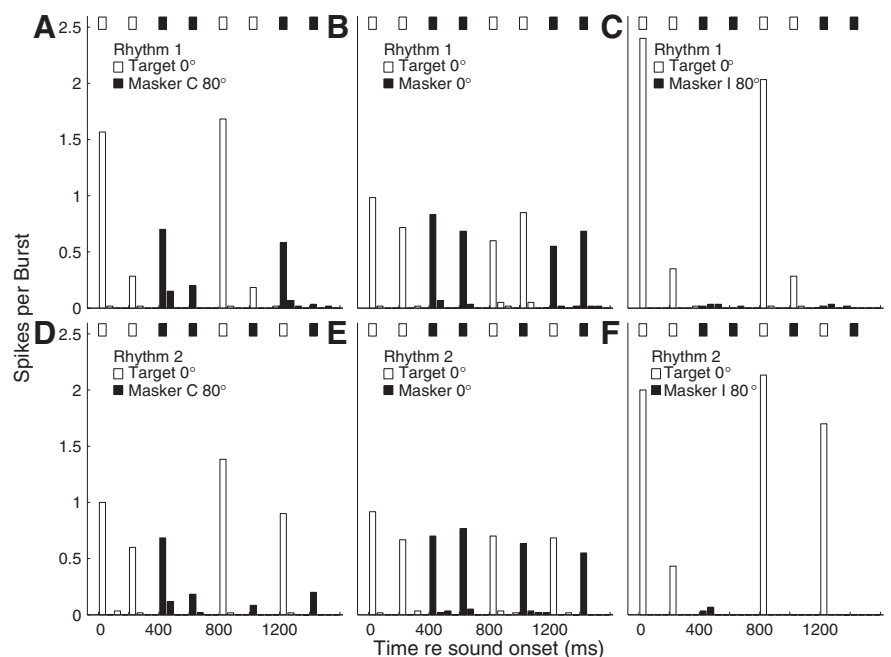 A
B
C
2.5
2
1.5
1
0.5
0
Rhythm 1
Target 0°
Masker C 80°
Rhythm 1
Target 0°
Masker 0°
Rhythm 1
Target 0°
Masker I 80°
Spikes per Burst
D
E
F
2.5
2
1.5
1
0.5
0
Rhythm 2
Target 0°
Masker C 80°
Rhythm 2
Target 0°
Masker 0°
Rhythm 2
Target 0°
Masker I 80°
0 400 800 1200
0 400 800 1200
0 400 800 1200
Time re sound onset (ms)